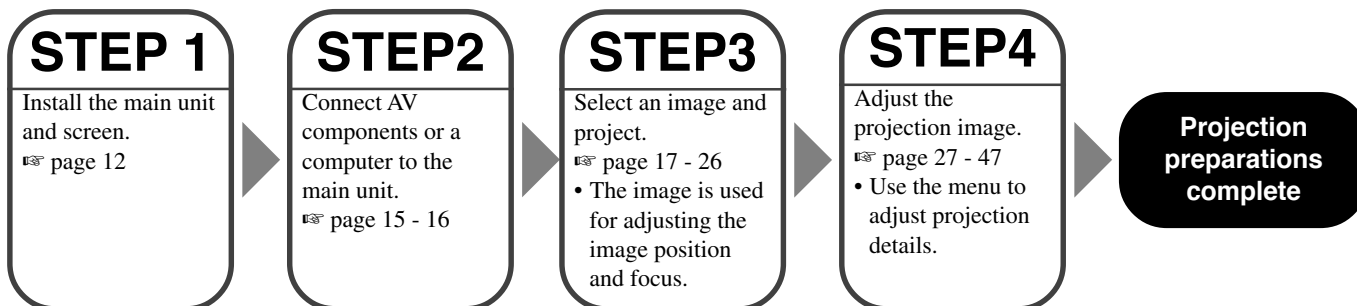 STEP 1
Install the main unit
and screen.
☞ page 12
STEP2
Connect AV
components or a
computer to the
main unit.
☞ page 15 - 16
STEP3
Select an image and
project.
☞ page 17 - 26
• The image is used
for adjusting the
image position
and focus.
STEP4
Adjust the
projection image.
☞ page 27 - 47
• Use the menu to
adjust projection
details.
Projection
preparations
complete